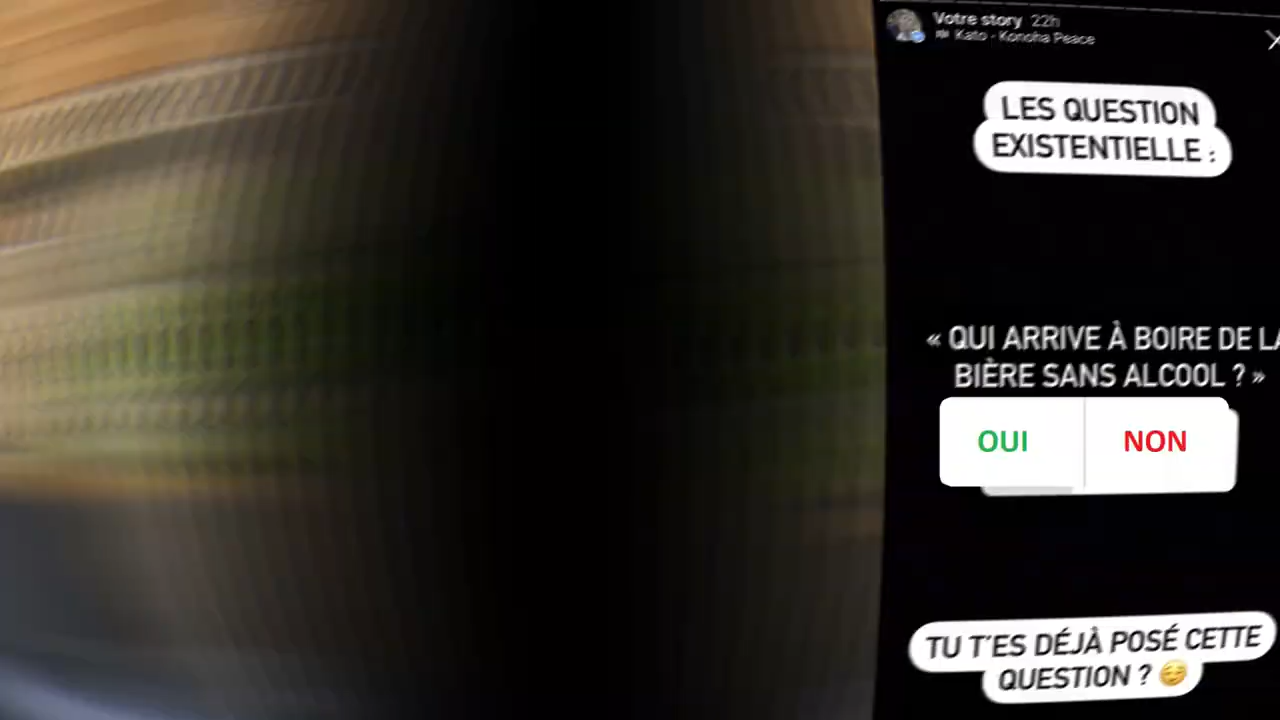 Votre story 22h
Kato - Konoha Peace
LES QUESTION
EXISTENTIELLE :
« QUI ARRIVE À BOIRE DE LA
BIÈRE SANS ALCOOL ? »
OUI NON
TU T'ES DÉJÀ POSÉ CETTE
QUESTION ? 😏